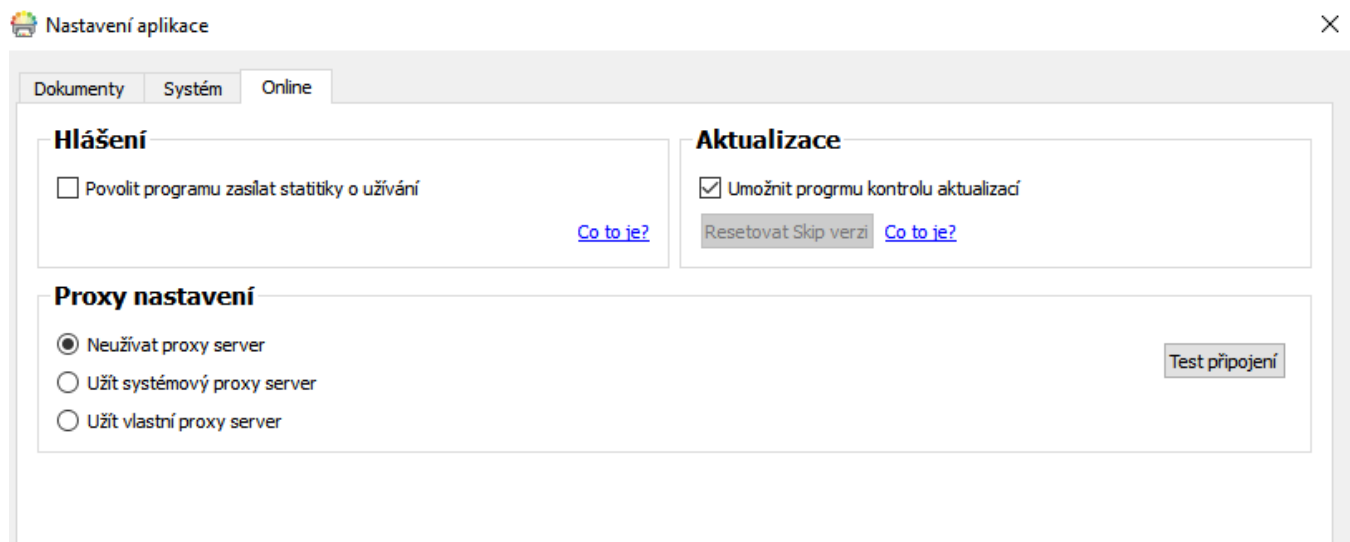 Nastavení aplikace
Dokumenty Systém Online
Hlášení
Povolit programu zasílat statitiky o užívání
Co to je?
Aktualizace
Umožnit progrmu kontrolu aktualizací
Resetovat Skip verzi Co to je?
Proxy nastavení
Neužívat proxy server
Užít systémový proxy server
Užít vlastní proxy server
Test připojení